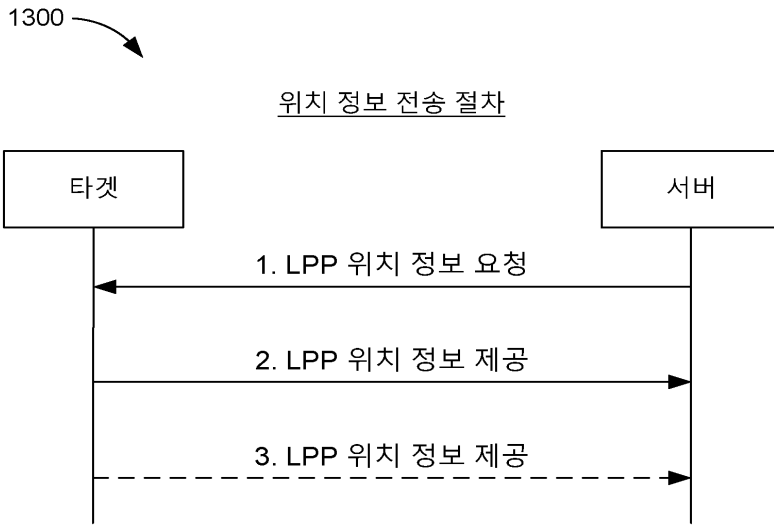 1300
위치 정보 전송 절차
타겟
서버
1. LPP 위치 정보 요청
2. LPP 위치 정보 제공
3. LPP 위치 정보 제공